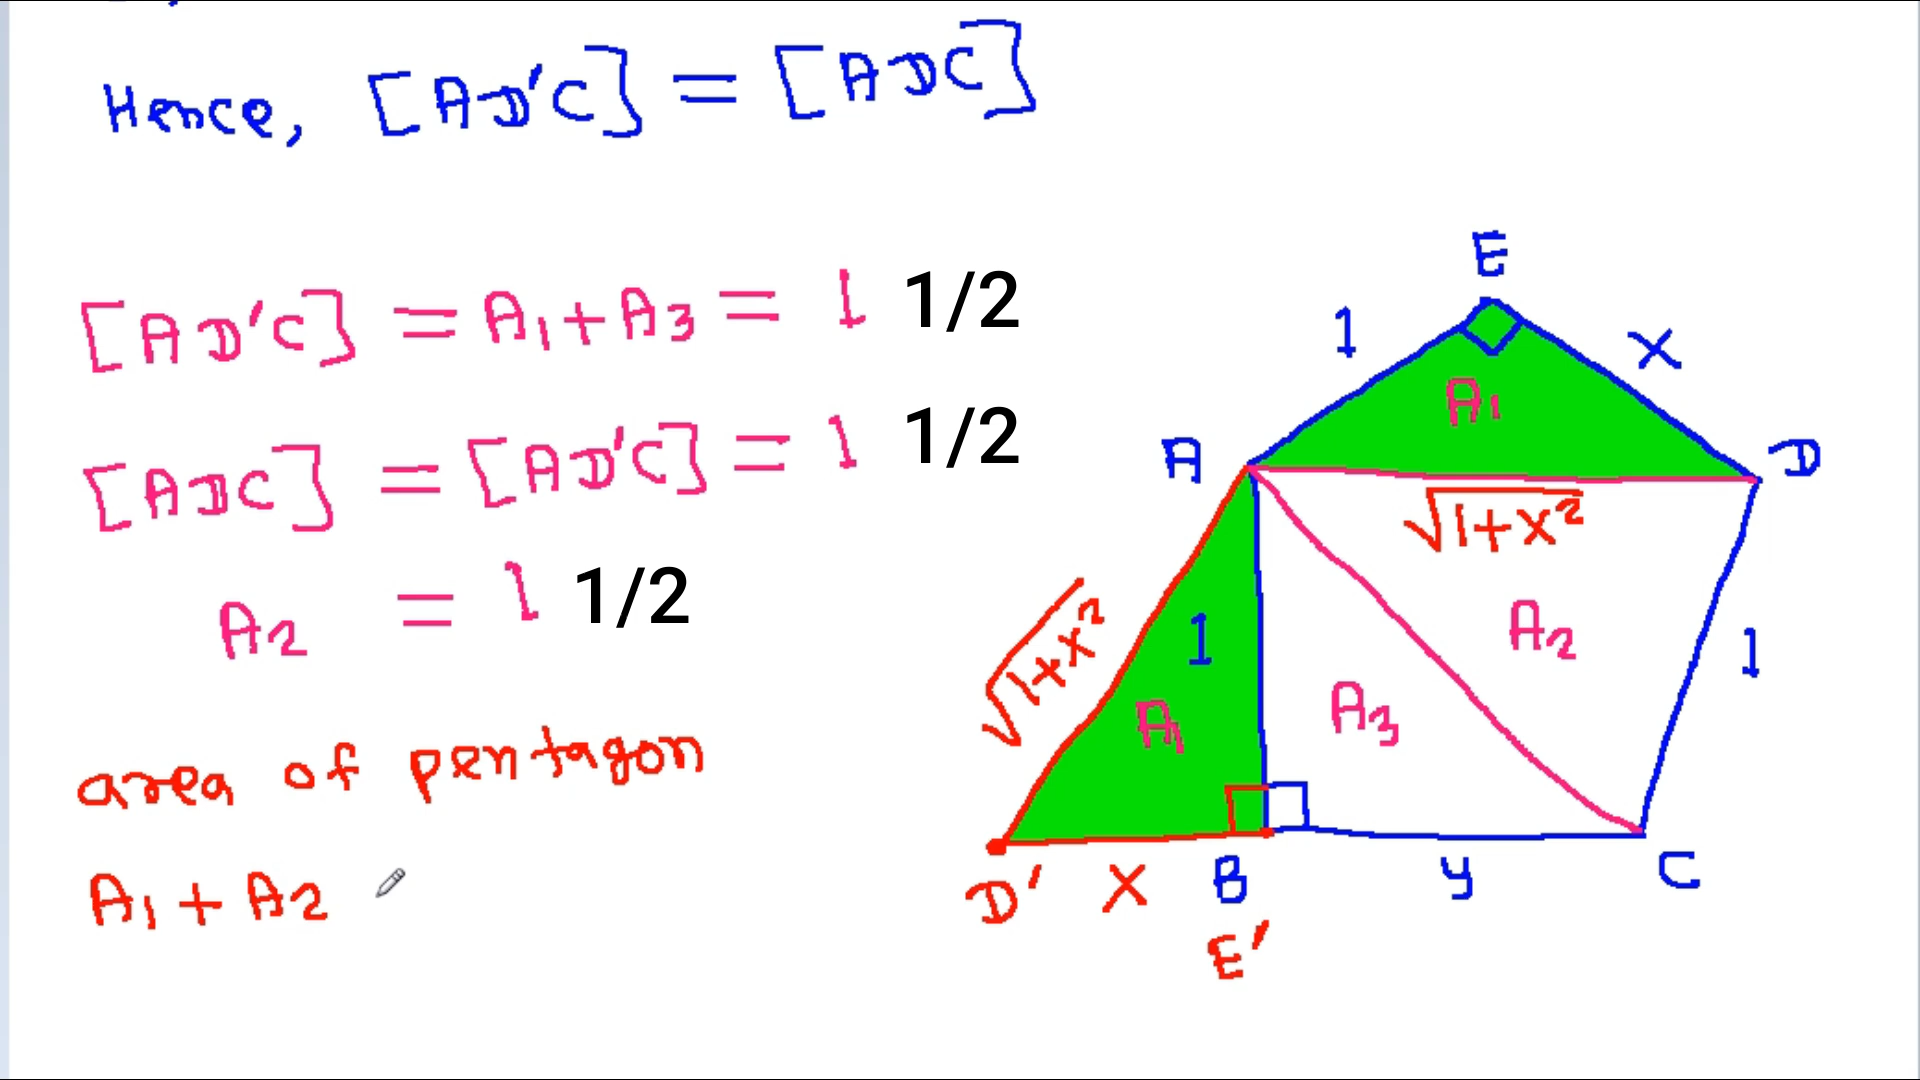 Hence, [AD'C] = [ADC]
[AD'C] = A₁ + A₃ = 1 1/2
[ADC] = [AD'C] = 1 1/2
A₂ = 1 1/2
area of pentagon
A₁ + A₂
E
1
x
A₁
A
D
√1+x²
√1+x²
1
A₂
1
A₁
A₃
D'
x
B
y
C
E'